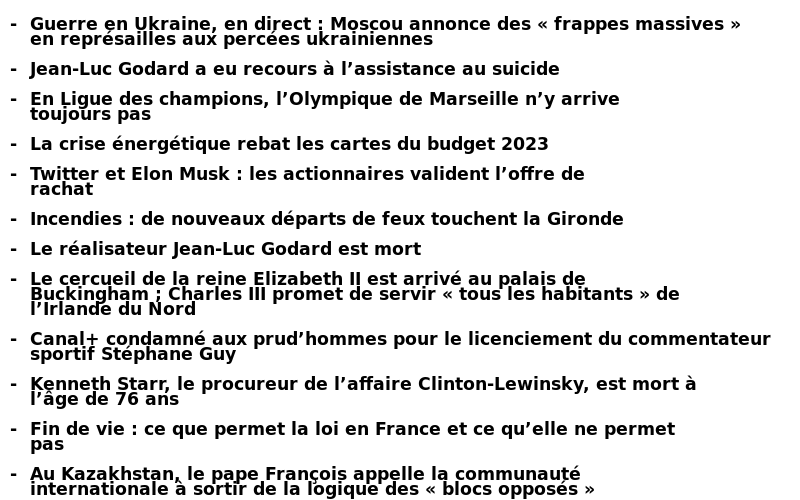 - Guerre en Ukraine, en direct : Moscou annonce des « frappes massives »
en représailles aux percées ukrainiennes
- Jean-Luc Godard a eu recours à l’assistance au suicide
- En Ligue des champions, l’Olympique de Marseille n’y arrive
toujours pas
- La crise énergétique rebat les cartes du budget 2023
- Twitter et Elon Musk : les actionnaires valident l’offre de
rachat
- Incendies : de nouveaux départs de feux touchent la Gironde
- Le réalisateur Jean-Luc Godard est mort
- Le cercueil de la reine Elizabeth II est arrivé au palais de
Buckingham ; Charles III promet de servir « tous les habitants » de
l’Irlande du Nord
- Canal+ condamné aux prud’hommes pour le licenciement du commentateur
sportif Stéphane Guy
- Kenneth Starr, le procureur de l’affaire Clinton-Lewinsky, est mort à
l’âge de 76 ans
- Fin de vie : ce que permet la loi en France et ce qu’elle ne permet
pas
- Au Kazakhstan, le pape François appelle la communauté
internationale à sortir de la logique des « blocs opposés »